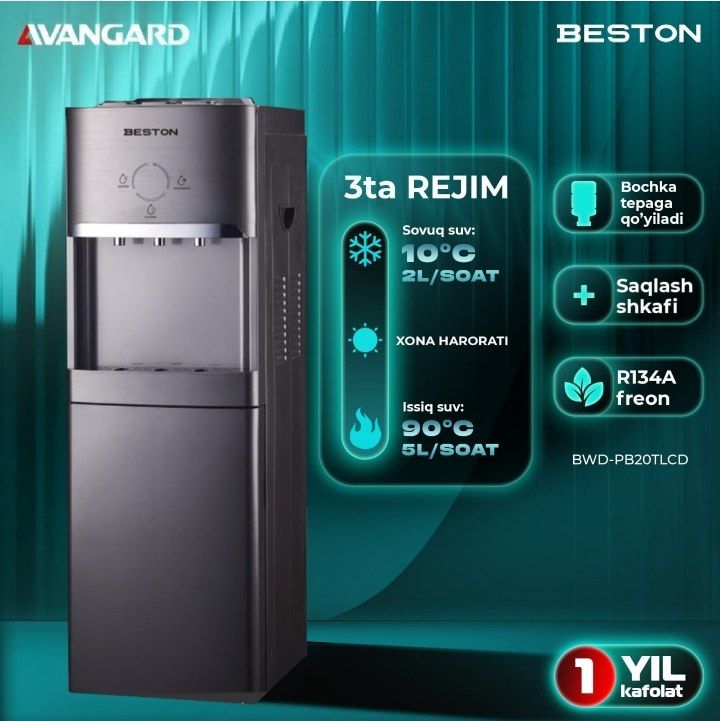 AVANGARD
BESTON
BESTON
3ta REJIM
Sovuq suv:
10°C
2L/SOAT
XONA HARORATI
Issiq suv:
90°C
5L/SOAT
Bochka
tepaga
qo'yiladi
Saqlash
shkafi
R134A
freon
BWD-PB20TLCD
1 YIL
kafolat